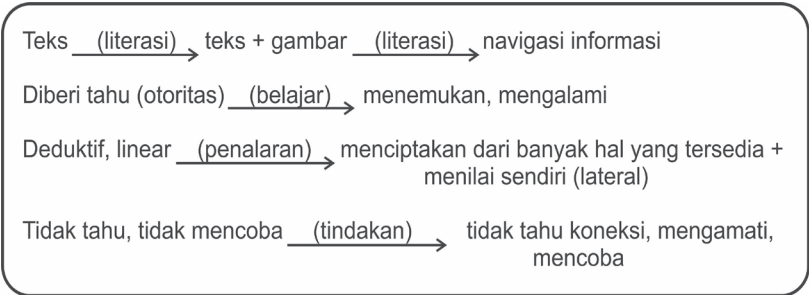 Teks (literasi) teks + gambar (literasi) navigasi informasi
Diberi tahu (otoritas) (belajar) menemukan, mengalami
Deduktif, linear (penalaran) menciptakan dari banyak hal yang tersedia +
menilai sendiri (lateral)
Tidak tahu, tidak mencoba (tindakan) tidak tahu koneksi, mengamati,
mencoba